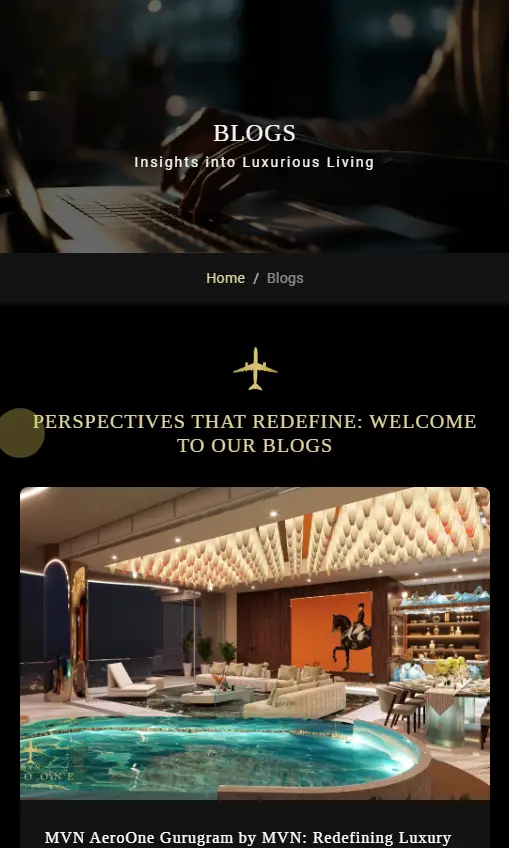 BLOGS
Insights into Luxurious Living
Home / Blogs
PERSPECTIVES THAT REDEFINE: WELCOME
TO OUR BLOGS
MVN AeroOne Gurugram by MVN: Redefining Luxury